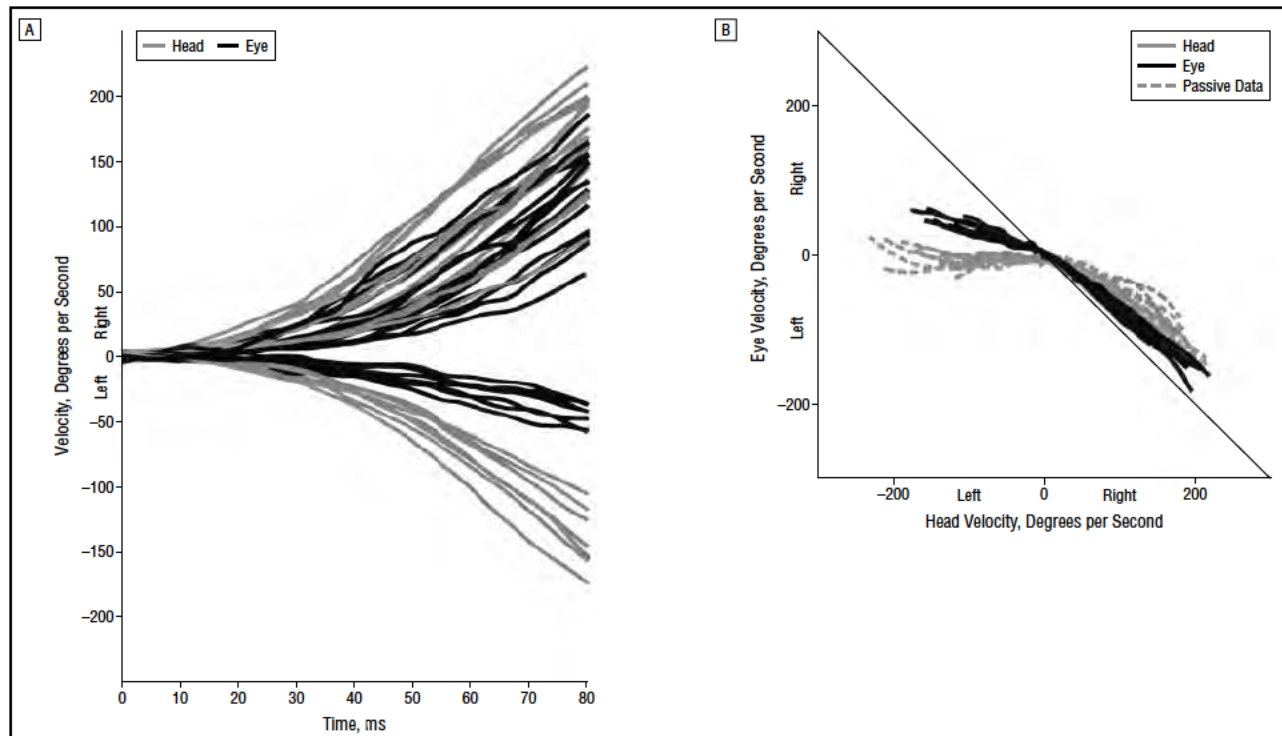 A
Head Eye
200
150
100
50
0
−50
−100
−150
−200
Velocity, Degrees per Second
Right
Left
0 10 20 30 40 50 60 70 80
Time, ms
B
Head
Eye
Passive Data
200
0
−200
Eye Velocity, Degrees per Second
Right
Left
−200 Left 0 Right 200
Head Velocity, Degrees per Second